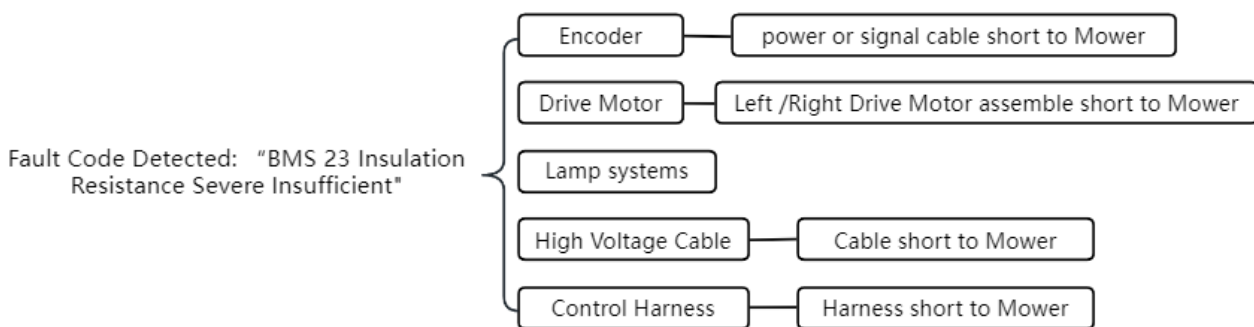 Encoder
power or signal cable short to Mower
Drive Motor
Left /Right Drive Motor assemble short to Mower
Fault Code Detected: “BMS 23 Insulation
Resistance Severe Insufficient"
Lamp systems
High Voltage Cable
Cable short to Mower
Control Harness
Harness short to Mower